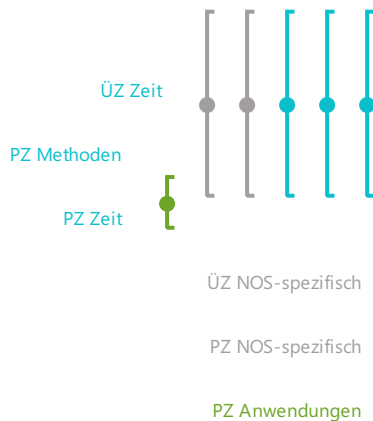 ÜZ Zeit
PZ Methoden
PZ Zeit
ÜZ NOS-spezifisch
PZ NOS-spezifisch
PZ Anwendungen